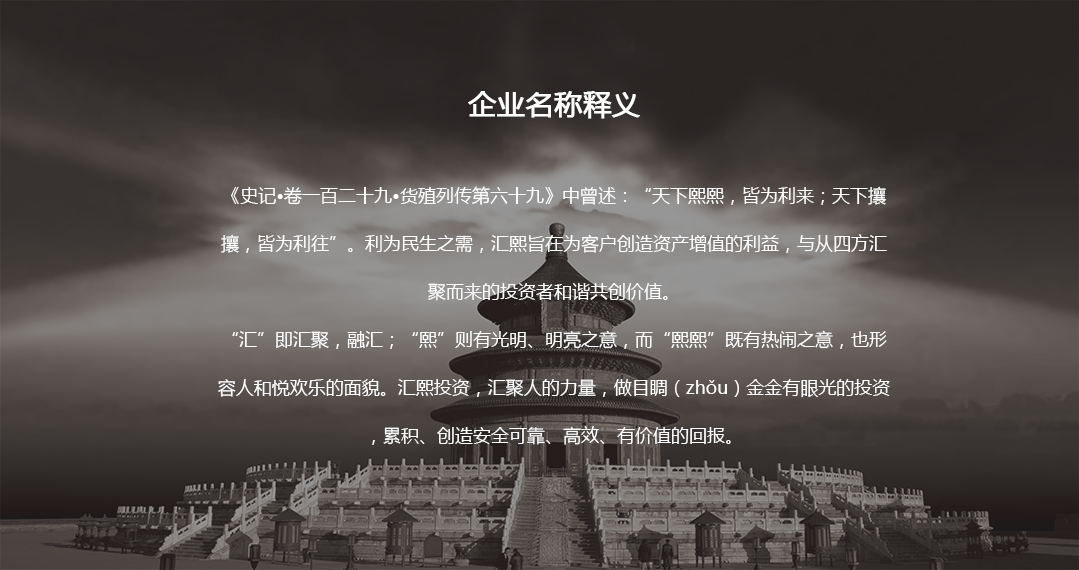 企业名称释义
《史记•卷一百二十九•货殖列传第六十九》中曾述：“天下熙熙，皆为利来；天下攘
攘，皆为利往”。利为民生之需，汇熙旨在为客户创造资产增值的利益，与从四方汇
聚而来的投资者和谐共创价值。
“汇”即汇聚，融汇；“熙”则有光明、明亮之意，而“熙熙”既有热闹之意，也形
容人和悦欢乐的面貌。汇熙投资，汇聚人的力量，做目睭（zhǒu）金金有眼光的投资
，累积、创造安全可靠、高效、有价值的回报。